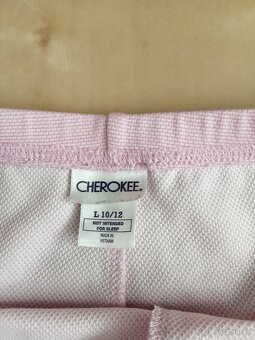 CHEROKEE.
L 10/12
NOT INTENDED
FOR SLEEP
MADE IN
VIETNAM